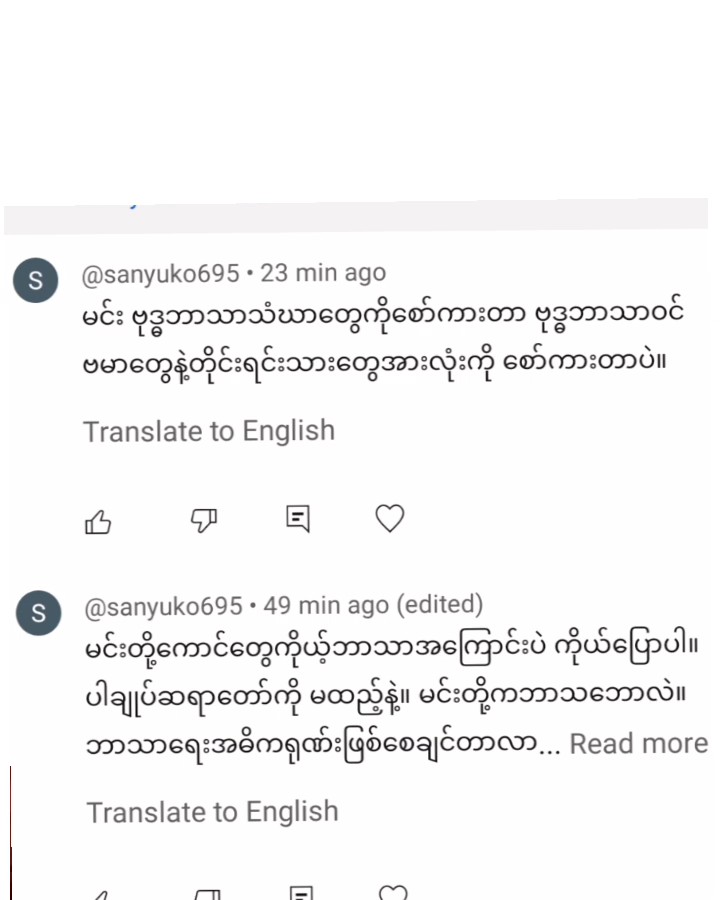 S @sanyuko695 • 23 min ago
မင်း ဗုဒ္ဓဘာသာသံဃာတွေကိုစော်ကားတာ ဗုဒ္ဓဘာသာဝင်
ဗမာတွေနဲ့တိုင်းရင်းသားတွေအားလုံးကို စော်ကားတာပဲ။
Translate to English
S @sanyuko695 • 49 min ago (edited)
မင်းတို့ကောင်တွေကိုယ့်ဘာသာအကြောင်းပဲ ကိုယ်ပြောပါ။
ပါချုပ်ဆရာတော်ကို မထည့်နဲ့။ မင်းတို့ကဘာသဘောလဲ။
ဘာသာရေးအဓိကရုဏ်းဖြစ်စေချင်တာလာ... Read more
Translate to English